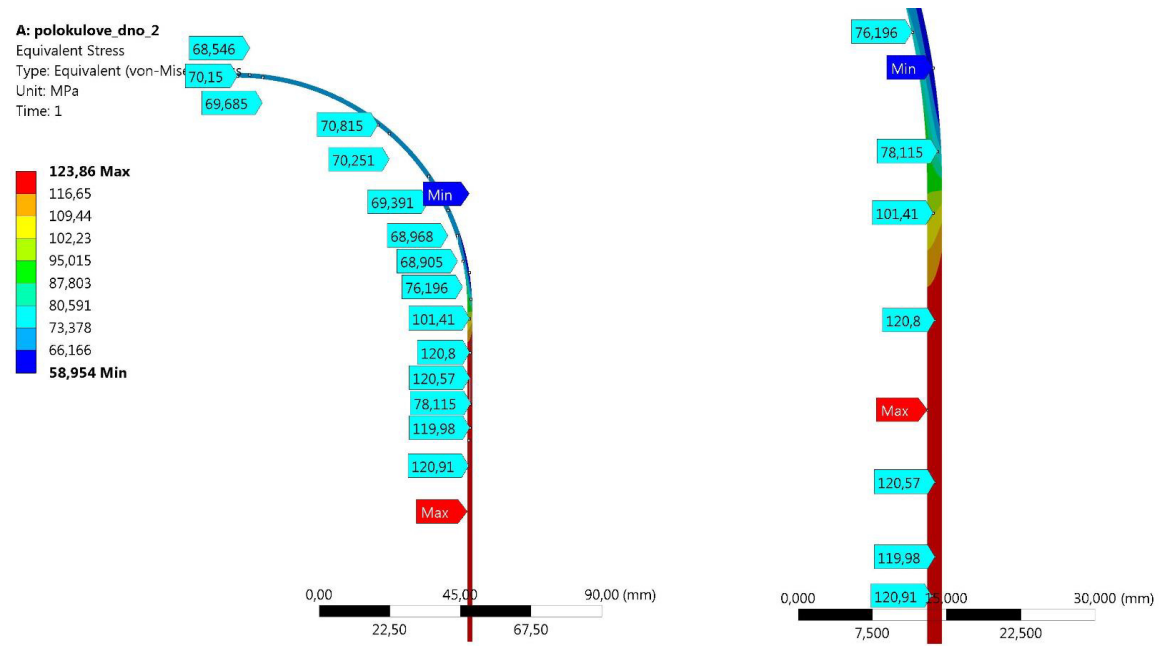 A: polokulove_dno_2
Equivalent Stress
Type: Equivalent (von-Mise s
Unit: MPa
Time: 1
123,86 Max
116,65
109,44
102,23
95,015
87,803
80,591
73,378
66,166
58,954 Min
68,546
70,15
69,685
70,815
70,251
Min
69,391
68,968
68,905
76,196
101,41
120,8
120,57
78,115
119,98
120,91
Max
0,00
45,00
90,00 (mm)
22,50
67,50
76,196
Min
78,115
101,41
120,8
Max
120,57
119,98
120,91
0,000
15,000
30,000 (mm)
7,500
22,500